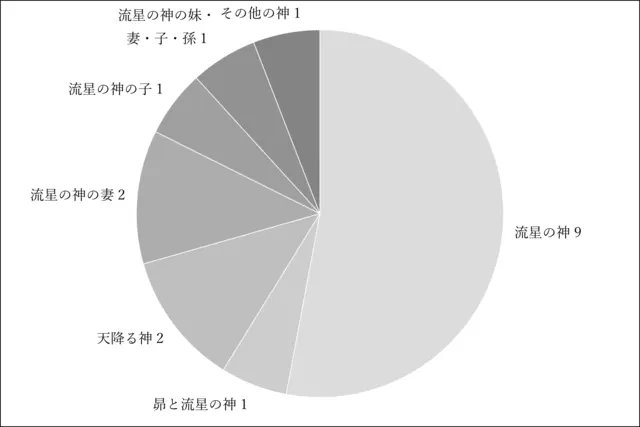 流星の神の妹・
妻・子・孫 1
その他の神 1
流星の神の子 1
流星の神の妻 2
流星の神 9
天降る神 2
昴と流星の神 1